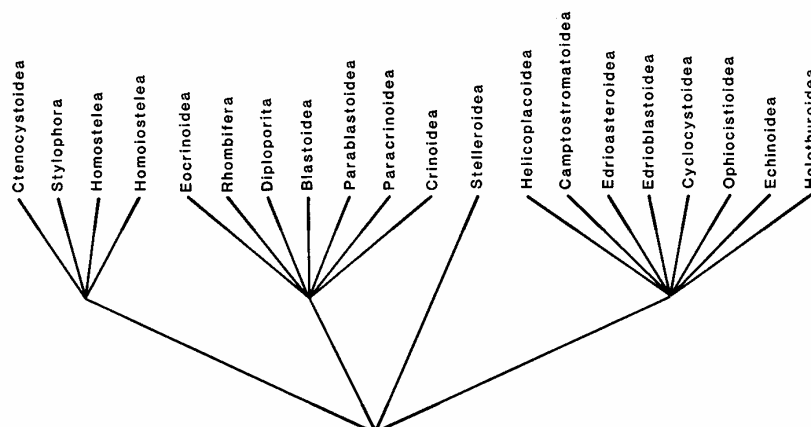 Ctenocystoidea
Stylophora
Homostelea
Homoiostelea
Eocrinoidea
Rhombifera
Diploporita
Blastoidea
Parablastoidea
Paracrinoidea
Crinoidea
Stelleroidea
Helicoplacoidea
Camptostromatoidea
Edrioasteroidea
Edrioblastoidea
Cyclocystoidea
Ophiocistioidea
Echinoidea
Holothuroidea